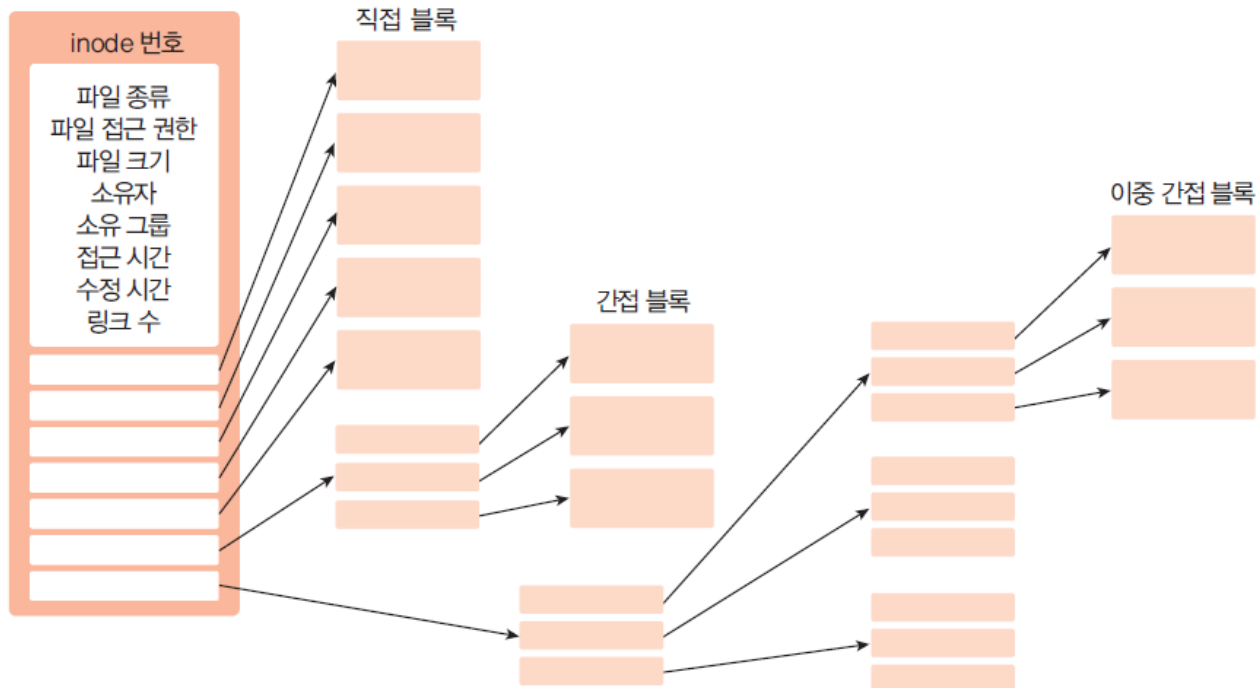 inode 번호
파일 종류
파일 접근 권한
파일 크기
소유자
소유 그룹
접근 시간
수정 시간
링크 수
직접 블록
간접 블록
이중 간접 블록